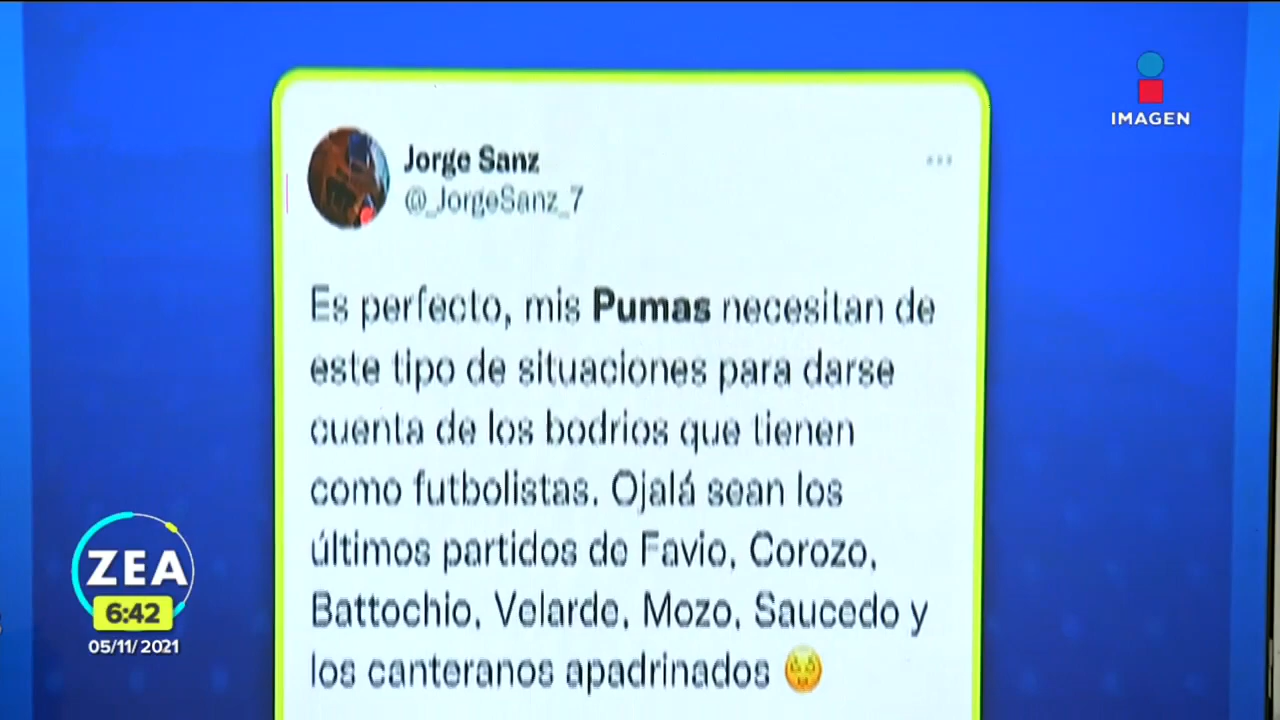 IMAGEN
Jorge Sanz
@_JorgeSanz_7
Es perfecto, mis Pumas necesitan de
este tipo de situaciones para darse
cuenta de los bodrios que tienen
como futbolistas. Ojalá sean los
últimos partidos de Favio, Corozo,
Battochio, Velarde, Mozo, Saucedo y
los canteranos apadrinados 🤬
ZEA
6:42
05/11/2021